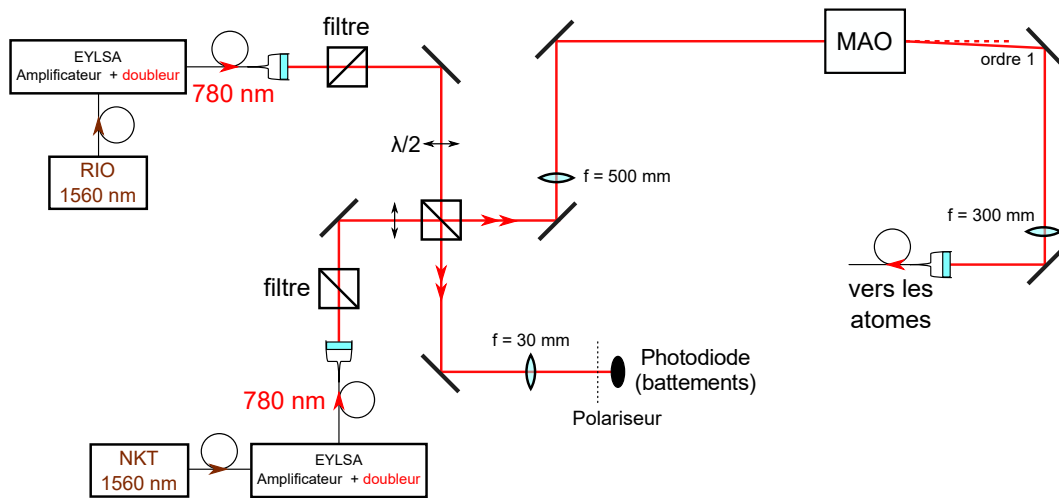 filtre
EYLSA
Amplificateur + doubleur
780 nm
RIO
1560 nm
λ/2
MAO
ordre 1
f = 500 mm
f = 300 mm
filtre
vers les
atomes
f = 30 mm
Photodiode
(battements)
Polariseur
780 nm
NKT
1560 nm
EYLSA
Amplificateur + doubleur